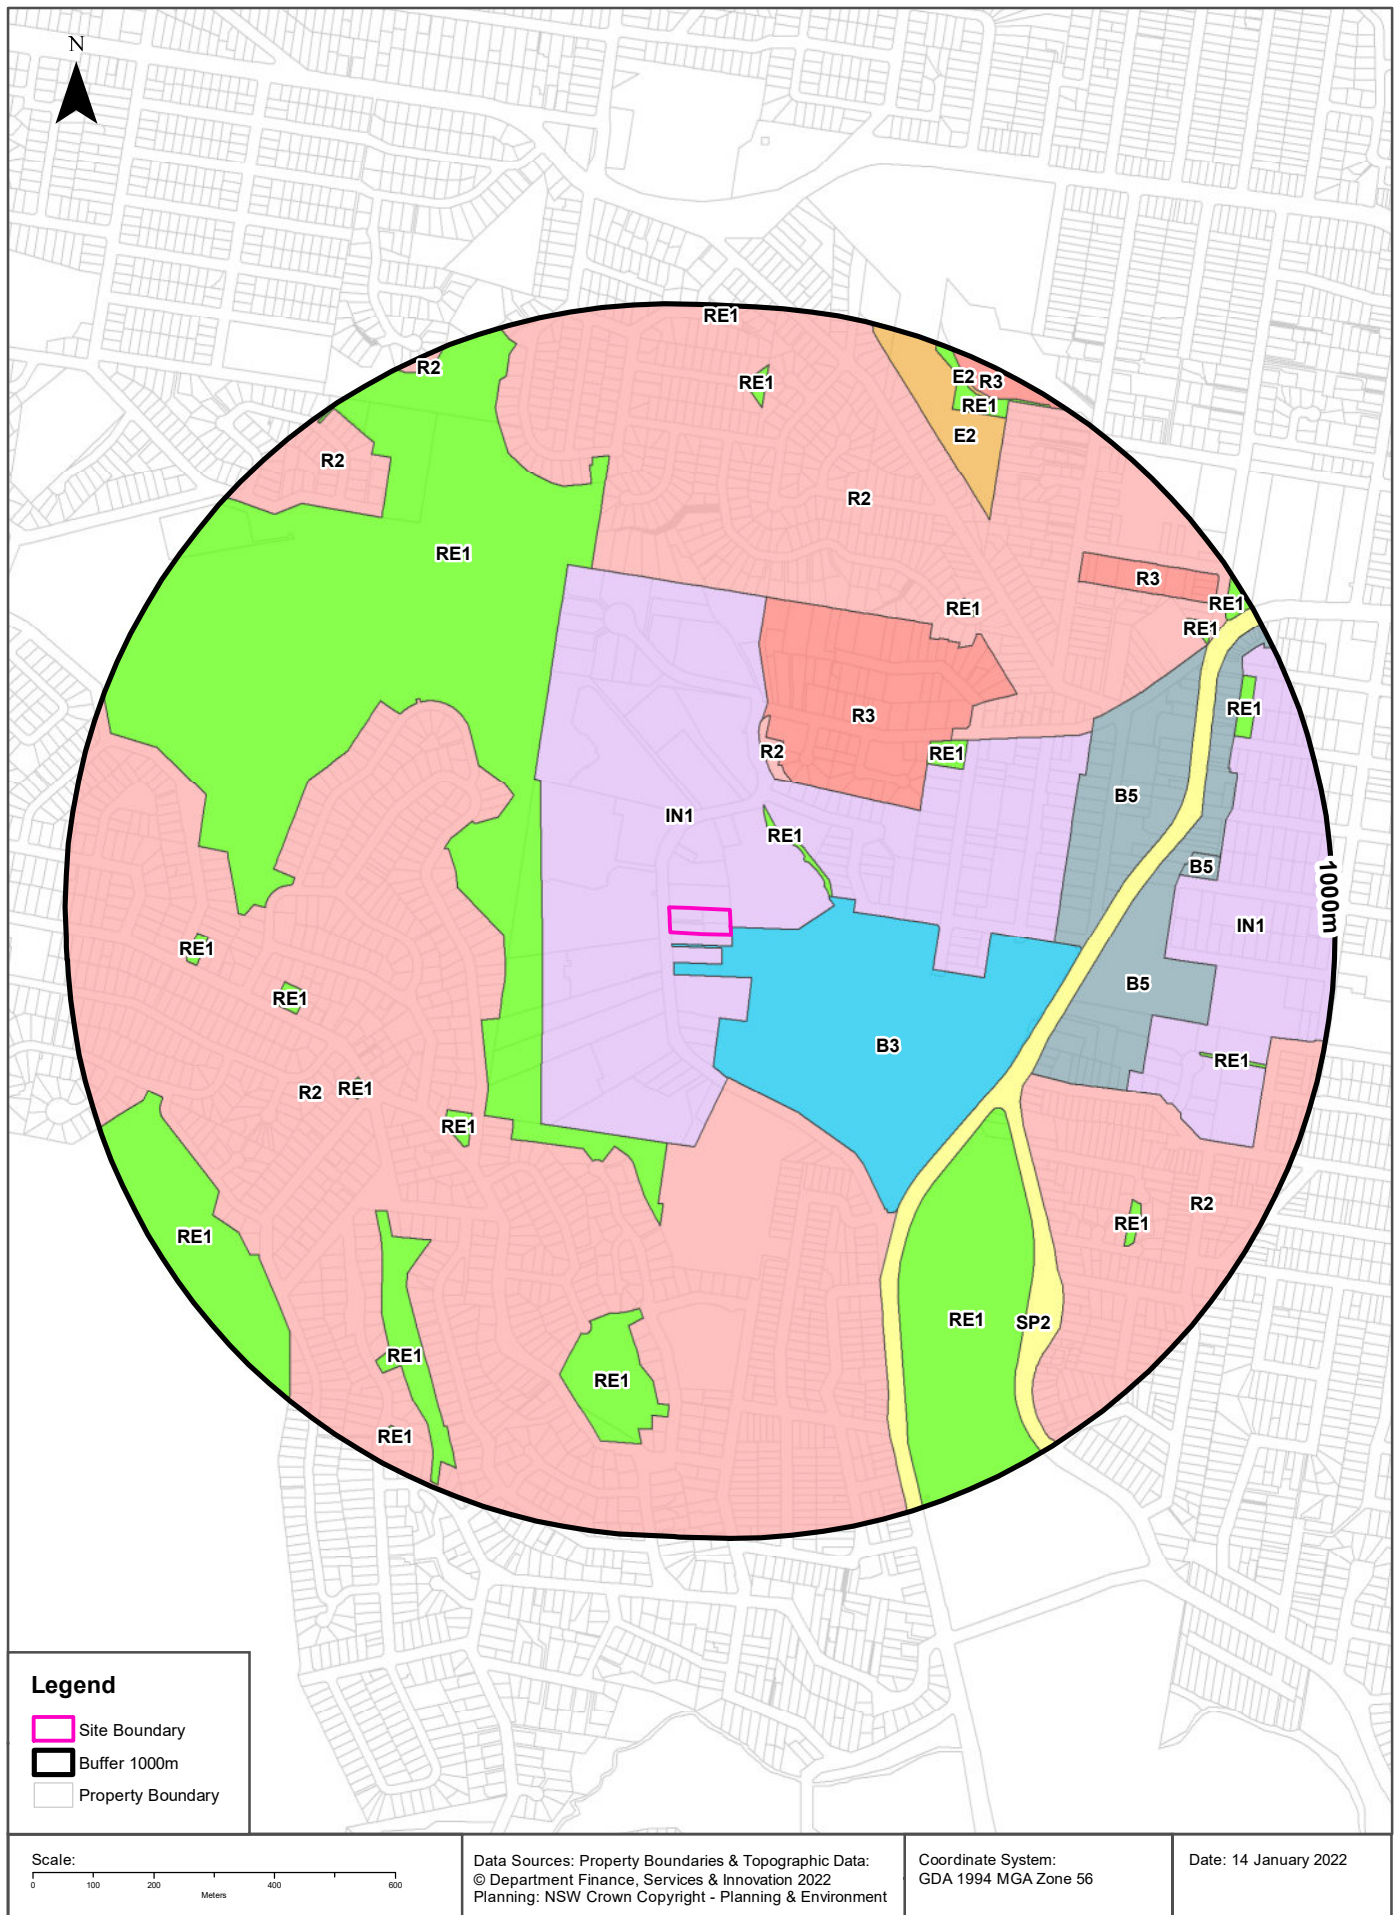 N
RE1
R2
RE1
E2
R3
RE1
E2
R2
R2
RE1
R3
RE1
RE1
RE1
R3
RE1
R2
RE1
B5
IN1
RE1
B5
1000m
IN1
RE1
B5
RE1
B3
RE1
R2
RE1
RE1
R2
RE1
RE1
RE1
SP2
RE1
RE1
RE1
Legend
Site Boundary
Buffer 1000m
Property Boundary
Scale:
0 100 200 400 600
Meters
Data Sources: Property Boundaries & Topographic Data:
© Department Finance, Services & Innovation 2022
Planning: NSW Crown Copyright - Planning & Environment
Coordinate System:
GDA 1994 MGA Zone 56
Date: 14 January 2022